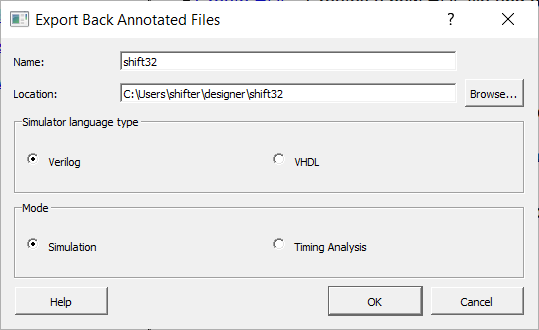 Export Back Annotated Files
?
Name:
shift32
Location:
C:\Users\shifter\designer\shift32
Browse...
Simulator language type
Verilog
VHDL
Mode
Simulation
Timing Analysis
Help
OK
Cancel